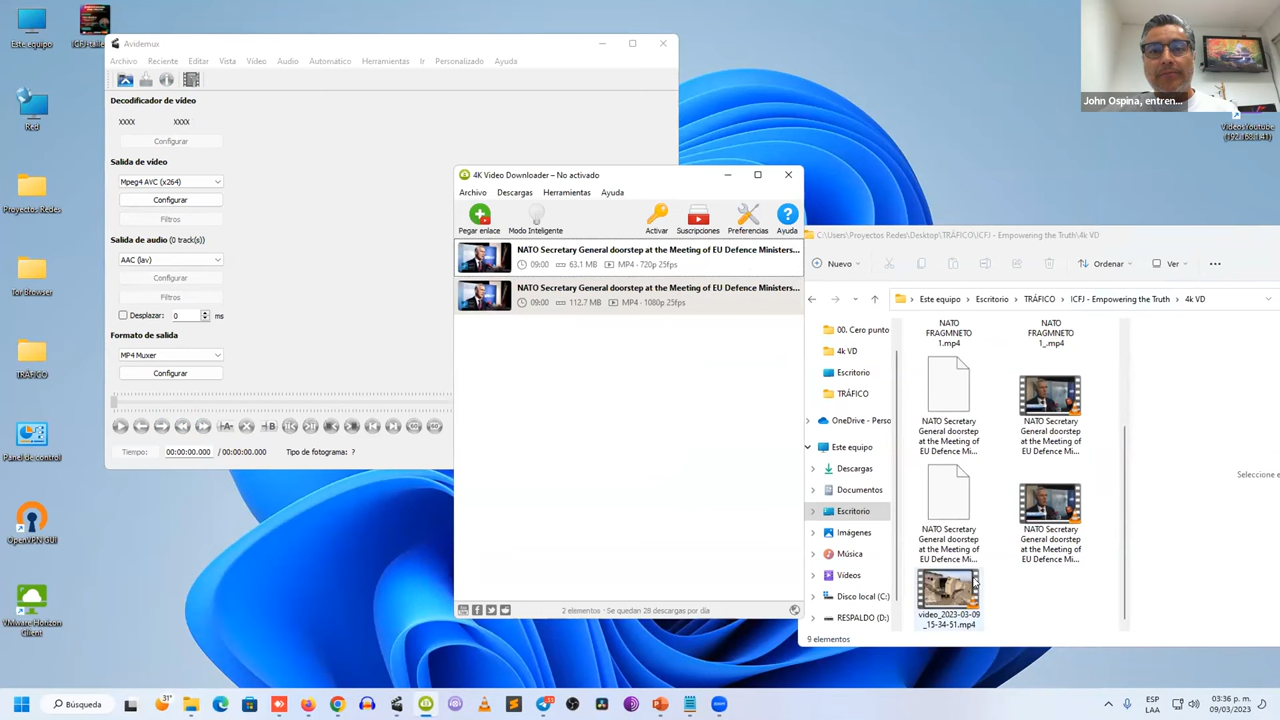 Este equipo
Red
Proyectos Redes
Tor Browser
TRÁFICO
Panel de control
OpenVPN GUI
VMware Horizon
Client
Avidemux
Archivo Reciente Editar Vista Vídeo Audio Automático Herramientas Ir Personalizado Ayuda
Decodificador de vídeo
XXXX XXXX
Configurar
Salida de vídeo
Mpeg4 AVC (x264)
Configurar
Filtros
Salida de audio (0 track(s))
AAC (lav)
Configurar
Filtros
Desplazar: 0 ms
Formato de salida
MP4 Muxer
Configurar
A B
Tiempo: 00:00:00.000 / 00:00:00.000 Tipo de fotograma: ?
4K Video Downloader – No activado
Archivo Descargas Herramientas Ayuda
Pegar enlace Modo Inteligente Activar Suscripciones Preferencias Ayuda
NATO Secretary General doorstep at the Meeting of EU Defence Ministers...
09:00 63.1 MB MP4 · 720p 25fps
NATO Secretary General doorstep at the Meeting of EU Defence Ministers...
09:00 112.7 MB MP4 · 1080p 25fps
2 elementos · Se quedan 28 descargas por día
John Ospina, entren...
VideosYoutube
(192.168.1.41)
C:\Users\Proyectos Redes\Desktop\TRÁFICO\ICFJ - Empowering the Truth\4k VD
Nuevo Ordenar Ver
Este equipo > Escritorio > TRÁFICO > ICFJ - Empowering the Truth > 4k VD
00. Cero punto
4k VD
Escritorio
TRÁFICO
OneDrive - Perso
Este equipo
Descargas
Documentos
Escritorio
Imágenes
Música
Vídeos
Disco local (C:)
RESPALDO (D:)
NATO
FRAGMNETO
1.mp4
NATO
FRAGMNETO
1_.mp4
NATO Secretary
General doorstep
at the Meeting of
EU Defence Mi...
NATO Secretary
General doorstep
at the Meeting of
EU Defence Mi...
NATO Secretary
General doorstep
at the Meeting of
EU Defence Mi...
NATO Secretary
General doorstep
at the Meeting of
EU Defence Mi...
video_2023-03-09
_15-34-51.mp4
Seleccione e
9 elementos
Búsqueda
31°
ESP
LAA
03:36 p. m.
09/03/2023